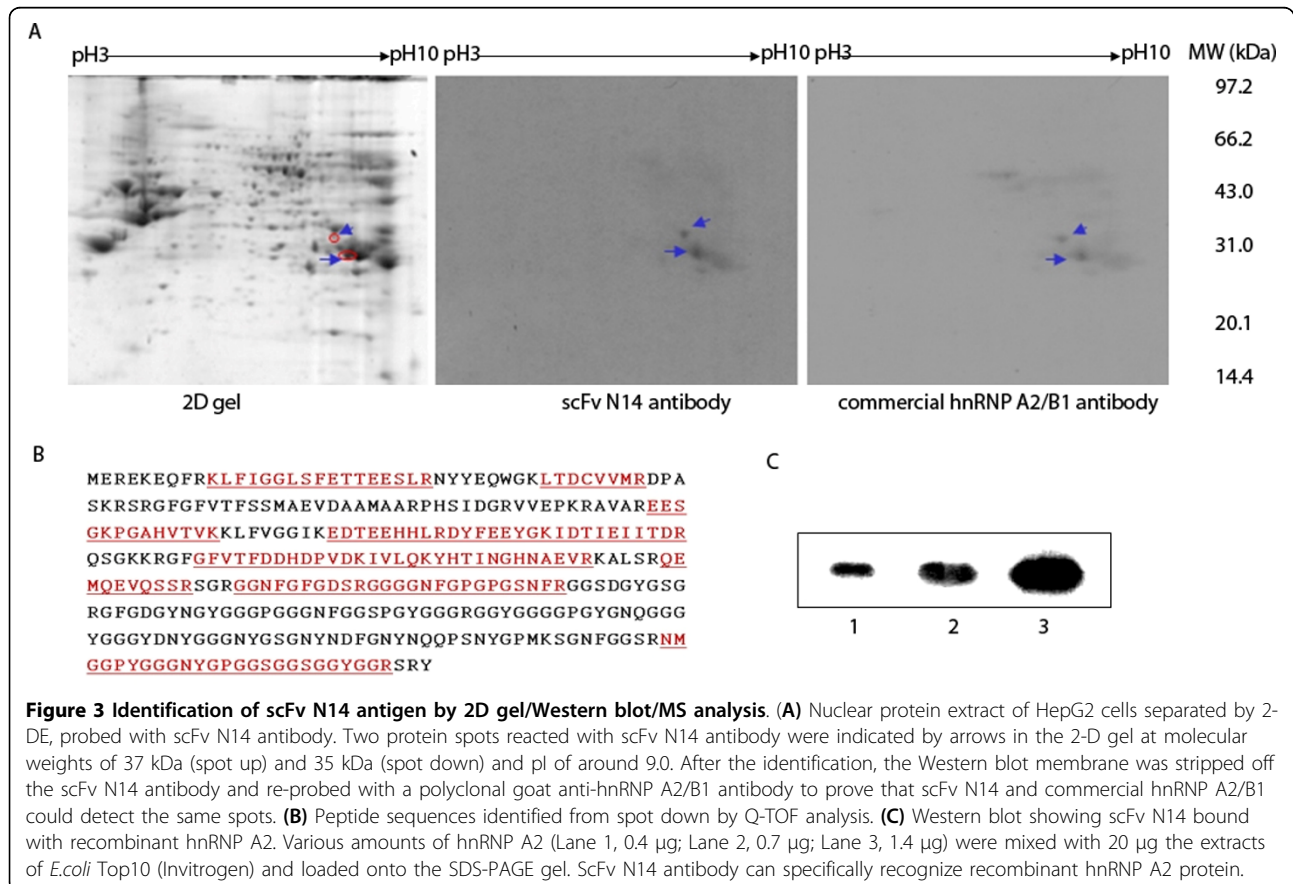 A
pH3 pH10 pH3 pH10 pH3 pH10 MW (kDa)
97.2
66.2
43.0
31.0
20.1
14.4
2D gel scFv N14 antibody commercial hnRNP A2/B1 antibody
B
MEREKEQFRKLFIGGLSFETTEESLRNYYEQWGKLTDCVVMRDPA
SKRSRGFGFVTFSSMAEVDAAMAARPHSIDGRVVEPKRAVAREES
GKPGAHVTVKKLFVGGIKEDTEEHHLRDYFEEYGKIDTIEIITDR
QSGKKRGFGFVTFDDHDPVDKIVLQKYHTINGHNAEVRKALSRQE
MQEVQSSRSGRGGNFGFGDSRGGGGNFGPGPGSNFRGGSDGYGSG
RGFGDGYNGYGGGPGGGNFGGSPGYGGGRGGYGGGGPGYGNQGGG
YGGGYDNYGGGNYGSGNYNDFGNYNQQPSNYGPMKSGNFGGSRNM
GGPYGGGNYGPGGSGGSGGYGGRSRY
C
1 2 3
Figure 3 Identification of scFv N14 antigen by 2D gel/Western blot/MS analysis. (A) Nuclear protein extract of HepG2 cells separated by 2-
DE, probed with scFv N14 antibody. Two protein spots reacted with scFv N14 antibody were indicated by arrows in the 2-D gel at molecular
weights of 37 kDa (spot up) and 35 kDa (spot down) and pI of around 9.0. After the identification, the Western blot membrane was stripped off
the scFv N14 antibody and re-probed with a polyclonal goat anti-hnRNP A2/B1 antibody to prove that scFv N14 and commercial hnRNP A2/B1
could detect the same spots. (B) Peptide sequences identified from spot down by Q-TOF analysis. (C) Western blot showing scFv N14 bound
with recombinant hnRNP A2. Various amounts of hnRNP A2 (Lane 1, 0.4 μg; Lane 2, 0.7 μg; Lane 3, 1.4 μg) were mixed with 20 μg the extracts
of E.coli Top10 (Invitrogen) and loaded onto the SDS-PAGE gel. ScFv N14 antibody can specifically recognize recombinant hnRNP A2 protein.